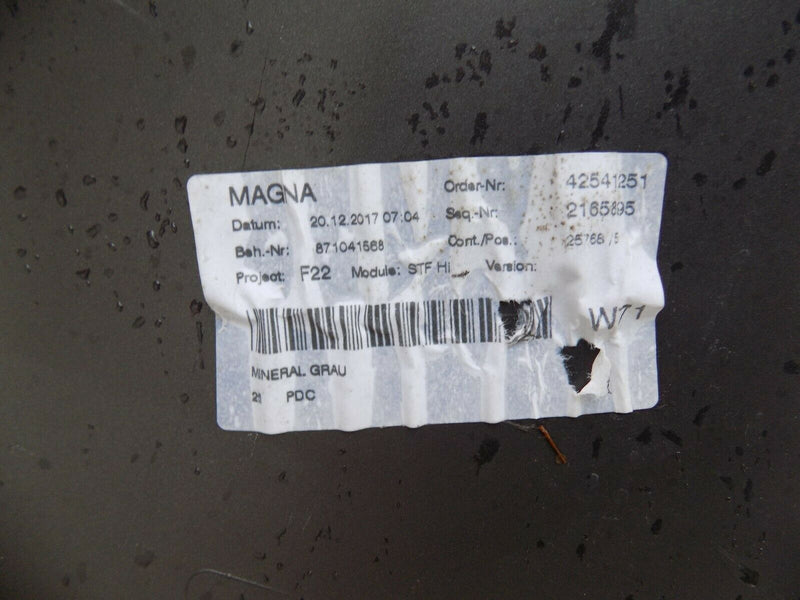 MAGNA Order-Nr: 42541251
Datum: 20.12.2017 07:04 Seq.-Nr: 2165895
Beh.-Nr: 871041568 Cont./Pos.:
Project: F22 Module: STF Hi Version:
W71
MINERAL GRAU
PDC